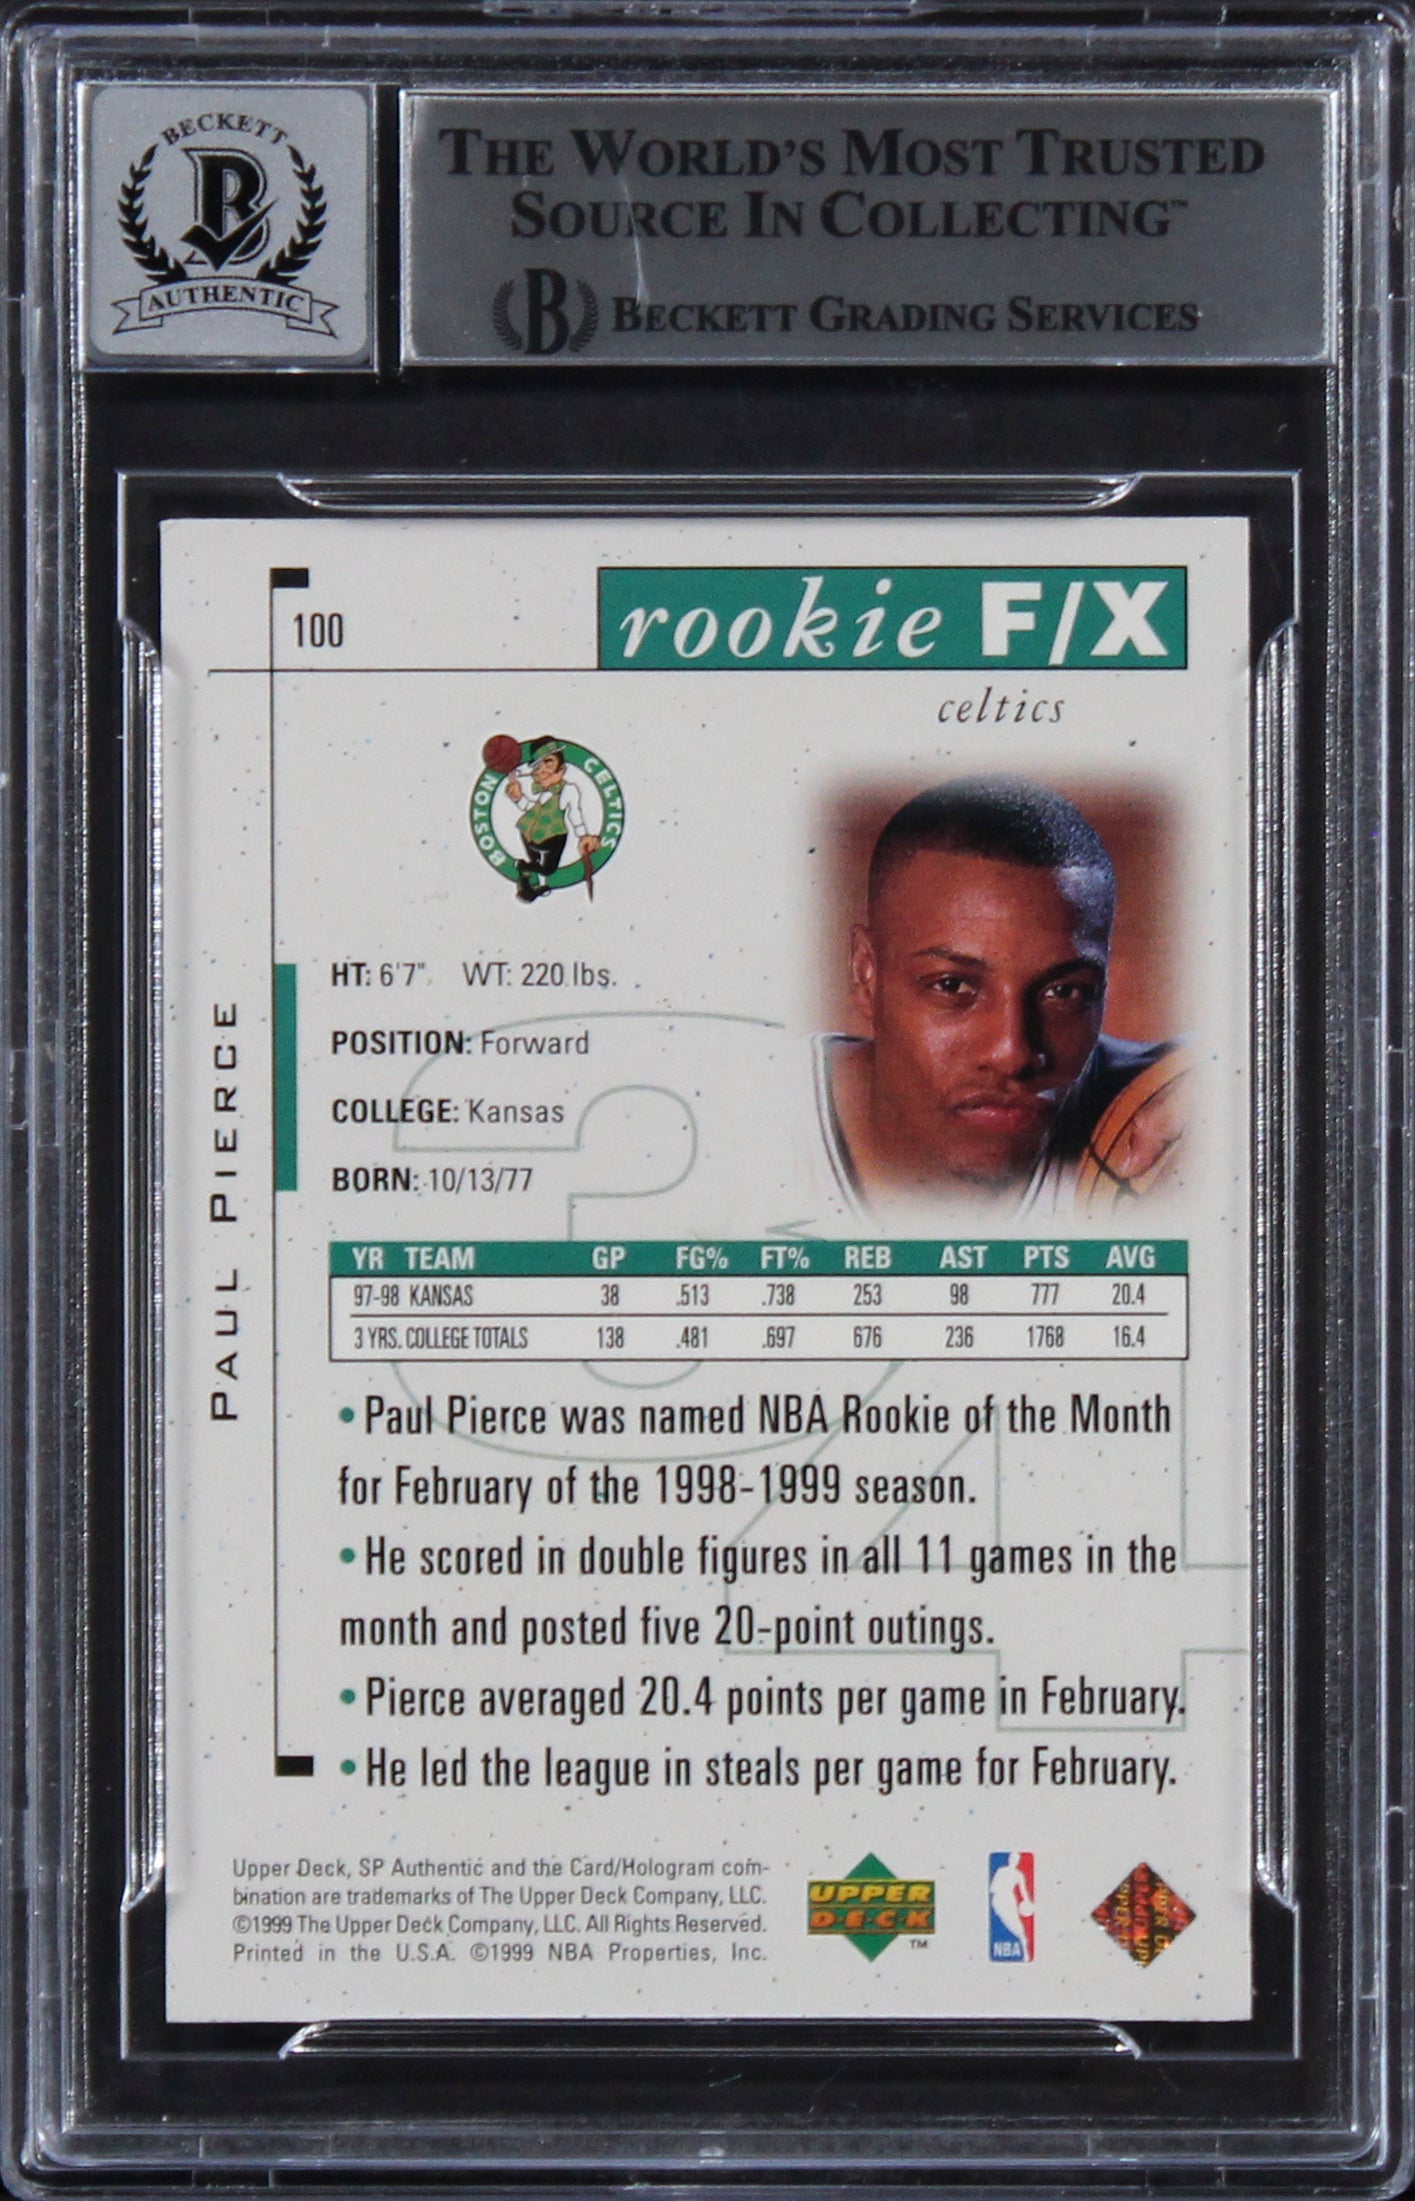 BECKETT
AUTHENTIC
THE WORLD'S MOST TRUSTED
SOURCE IN COLLECTING™
BECKETT GRADING SERVICES
100
rookie F/X
celtics
BOSTON CELTICS
PAUL PIERCE
HT: 6'7". WT: 220 lbs.
POSITION: Forward
COLLEGE: Kansas
BORN: 10/13/77
34
YR TEAM GP FG% FT% REB AST PTS AVG
97-98 KANSAS 38 .513 .738 253 98 777 20.4
3 YRS. COLLEGE TOTALS 138 .481 .697 676 236 1768 16.4
• Paul Pierce was named NBA Rookie of the Month
for February of the 1998-1999 season.
• He scored in double figures in all 11 games in the
month and posted five 20-point outings.
• Pierce averaged 20.4 points per game in February.
• He led the league in steals per game for February.
Upper Deck, SP Authentic and the Card/Hologram com-
bination are trademarks of The Upper Deck Company, LLC.
©1999 The Upper Deck Company, LLC. All Rights Reserved.
Printed in the U.S.A. ©1999 NBA Properties, Inc.
UPPER
DECK
™
NBA